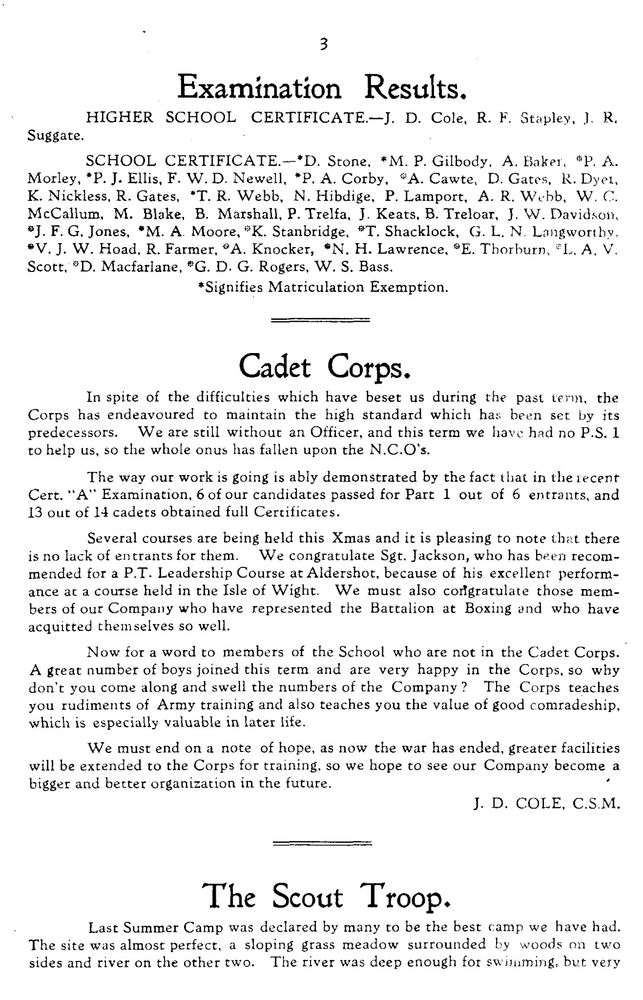 3
Examination Results.
HIGHER SCHOOL CERTIFICATE.—J. D. Cole, R. F. Stapley, J. R.
Suggate.
SCHOOL CERTIFICATE.—*D. Stone, *M. P. Gilbody, A. Baker, *P. A.
Morley, *P. J. Ellis, F. W. D. Newell, *P. A. Corby, *A. Cawte, D. Gates, R. Dyer,
K. Nickless, R. Gates, *T. R. Webb, N. Hibdige, P. Lamport, A. R. Webb, W. C.
McCallum, M. Blake, B. Marshall, P. Trelfa, J. Keats, B. Treloar, J. W. Davidson,
*J. F. G, Jones, *M. A. Moore, *K. Stanbridge, *T. Shacklock, G. L. N. Langworthy,
*V. J. W. Hoad, R. Farmer, *A. Knocker, *N. H. Lawrence, *E. Thorburn, *L. A. V.
Scott, *D. Macfarlane, *G. D. G. Rogers, W. S. Bass.
*Signifies Matriculation Exemption.
Cadet Corps.
In spite of the difficulties which have beset us during the past term, the
Corps has endeavoured to maintain the high standard which has been set by its
predecessors. We are still without an Officer, and this term we have had no P.S. 1
to help us, so the whole onus has fallen upon the N.C.O's.
The way our work is going is ably demonstrated by the fact that in the recent
Cert. "A" Examination, 6 of our candidates passed for Part 1 out of 6 entrants, and
13 out of 14 cadets obtained full Certificates.
Several courses are being held this Xmas and it is pleasing to note that there
is no lack of entrants for them. We congratulate Sgt. Jackson, who has been recom-
mended for a P.T. Leadership Course at Aldershot, because of his excellent perform-
ance at a course held in the Isle of Wight. We must also congratulate those mem-
bers of our Company who have represented the Battalion at Boxing and who have
acquitted themselves so well.
Now for a word to members of the School who are not in the Cadet Corps.
A great number of boys joined this term and are very happy in the Corps, so why
don't you come along and swell the numbers of the Company ? The Corps teaches
you rudiments of Army training and also teaches you the value of good comradeship,
which is especially valuable in later life.
We must end on a note of hope, as now the war has ended, greater facilities
will be extended to the Corps for training, so we hope to see our Company become a
bigger and better organization in the future.
J. D. COLE, C.S.M.
The Scout Troop.
Last Summer Camp was declared by many to be the best camp we have had.
The site was almost perfect, a sloping grass meadow surrounded by woods on two
sides and river on the other two. The river was deep enough for swimming, but very